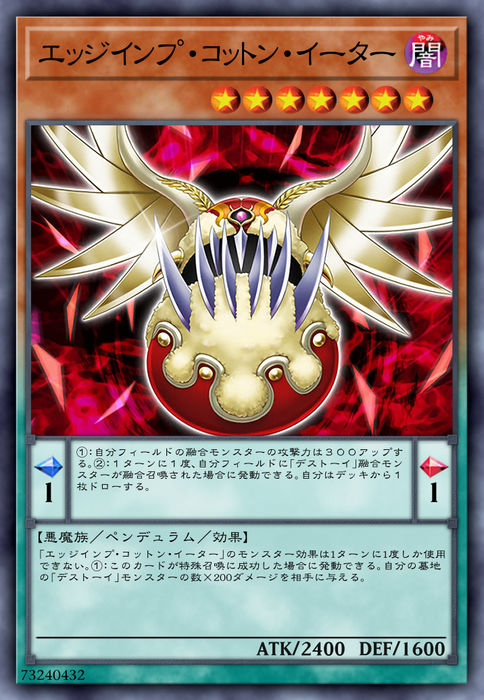 エッジインプ・コットン・イーター
やみ
闇
①:自分フィールドの融合モンスターの攻撃力は３００アップす
る。②:１ターンに１度、自分フィールドに「デストーイ」融合モン
スターが融合召喚された場合に発動できる。自分はデッキから１
枚ドローする。
1
1
【悪魔族／ペンデュラム／効果】
「エッジインプ・コットン・イーター」のモンスター効果は1ターンに1度しか使用
できない。①:このカードが特殊召喚に成功した場合に発動できる。自分の墓地
の「デストーイ」モンスターの数×200ダメージを相手に与える。
ATK/2400 DEF/1600
73240432